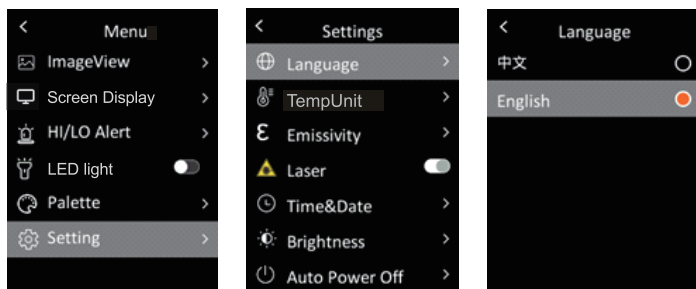 Menu
ImageView
Screen Display
HI/LO Alert
LED light
Palette
Setting
Settings
Language
TempUnit
Emissivity
Laser
Time&Date
Brightness
Auto Power Off
Language
中文
English